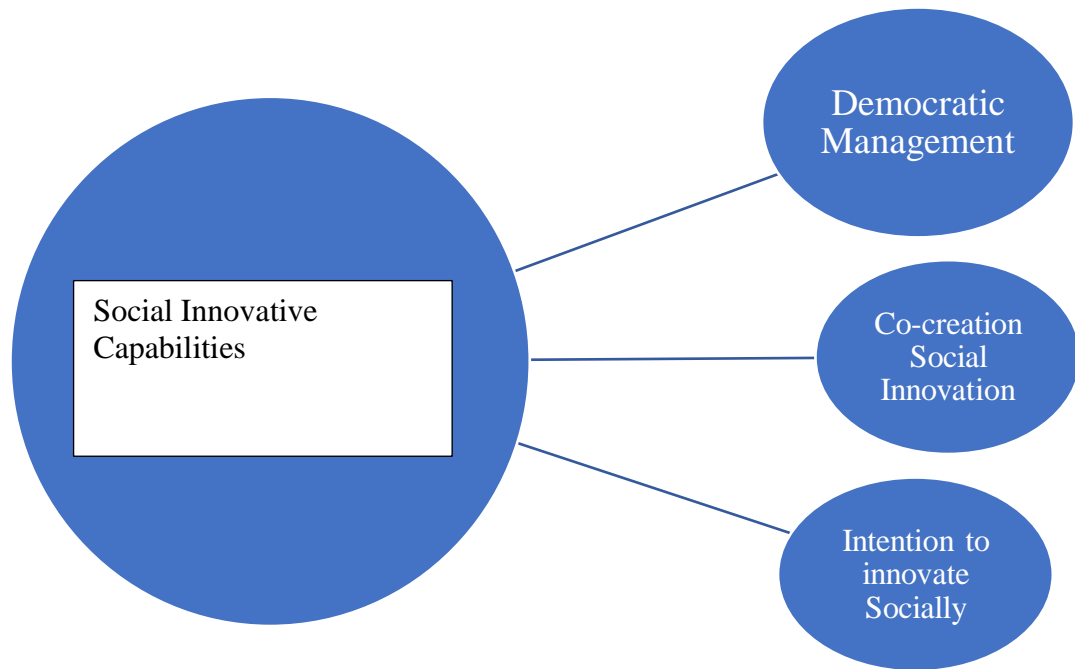 Democratic
Management
Social Innovative
Capabilities
Co-creation
Social
Innovation
Intention to
innovate
Socially